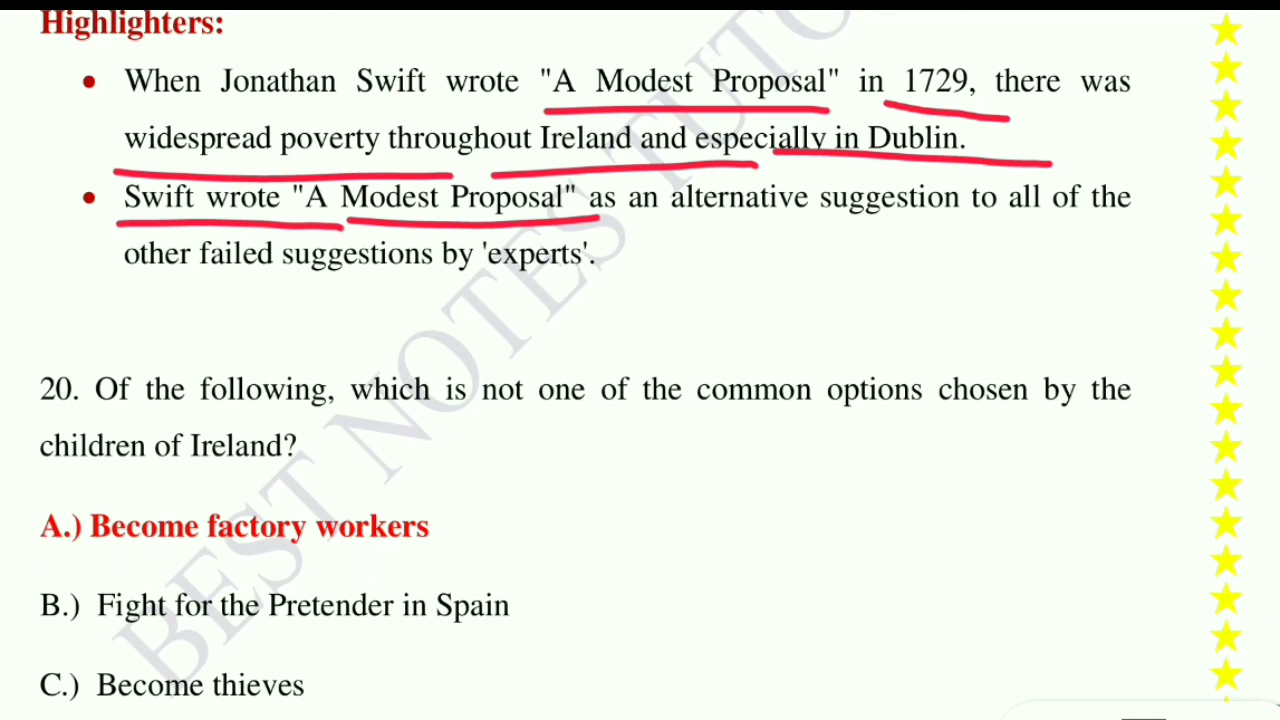 Highlighters:
• When Jonathan Swift wrote "A Modest Proposal" in 1729, there was
widespread poverty throughout Ireland and especially in Dublin.
• Swift wrote "A Modest Proposal" as an alternative suggestion to all of the
other failed suggestions by 'experts'.
20. Of the following, which is not one of the common options chosen by the
children of Ireland?
A.) Become factory workers
B.) Fight for the Pretender in Spain
C.) Become thieves
BEST NOTES TUTO